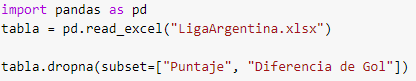 import pandas as pd
tabla = pd.read_excel("LigaArgentina.xlsx")
tabla.dropna(subset=["Puntaje", "Diferencia de Gol"])